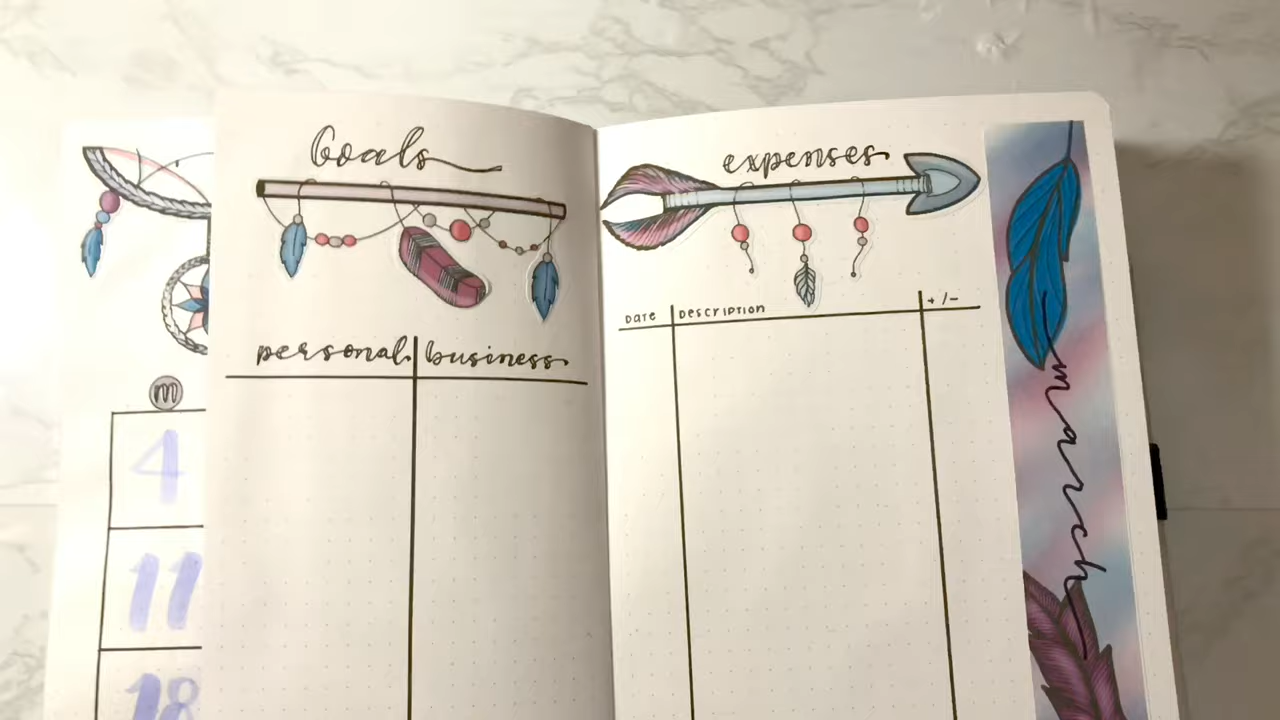 Goals
personal business
m
4
11
18
expenses
Date Description +/-
march